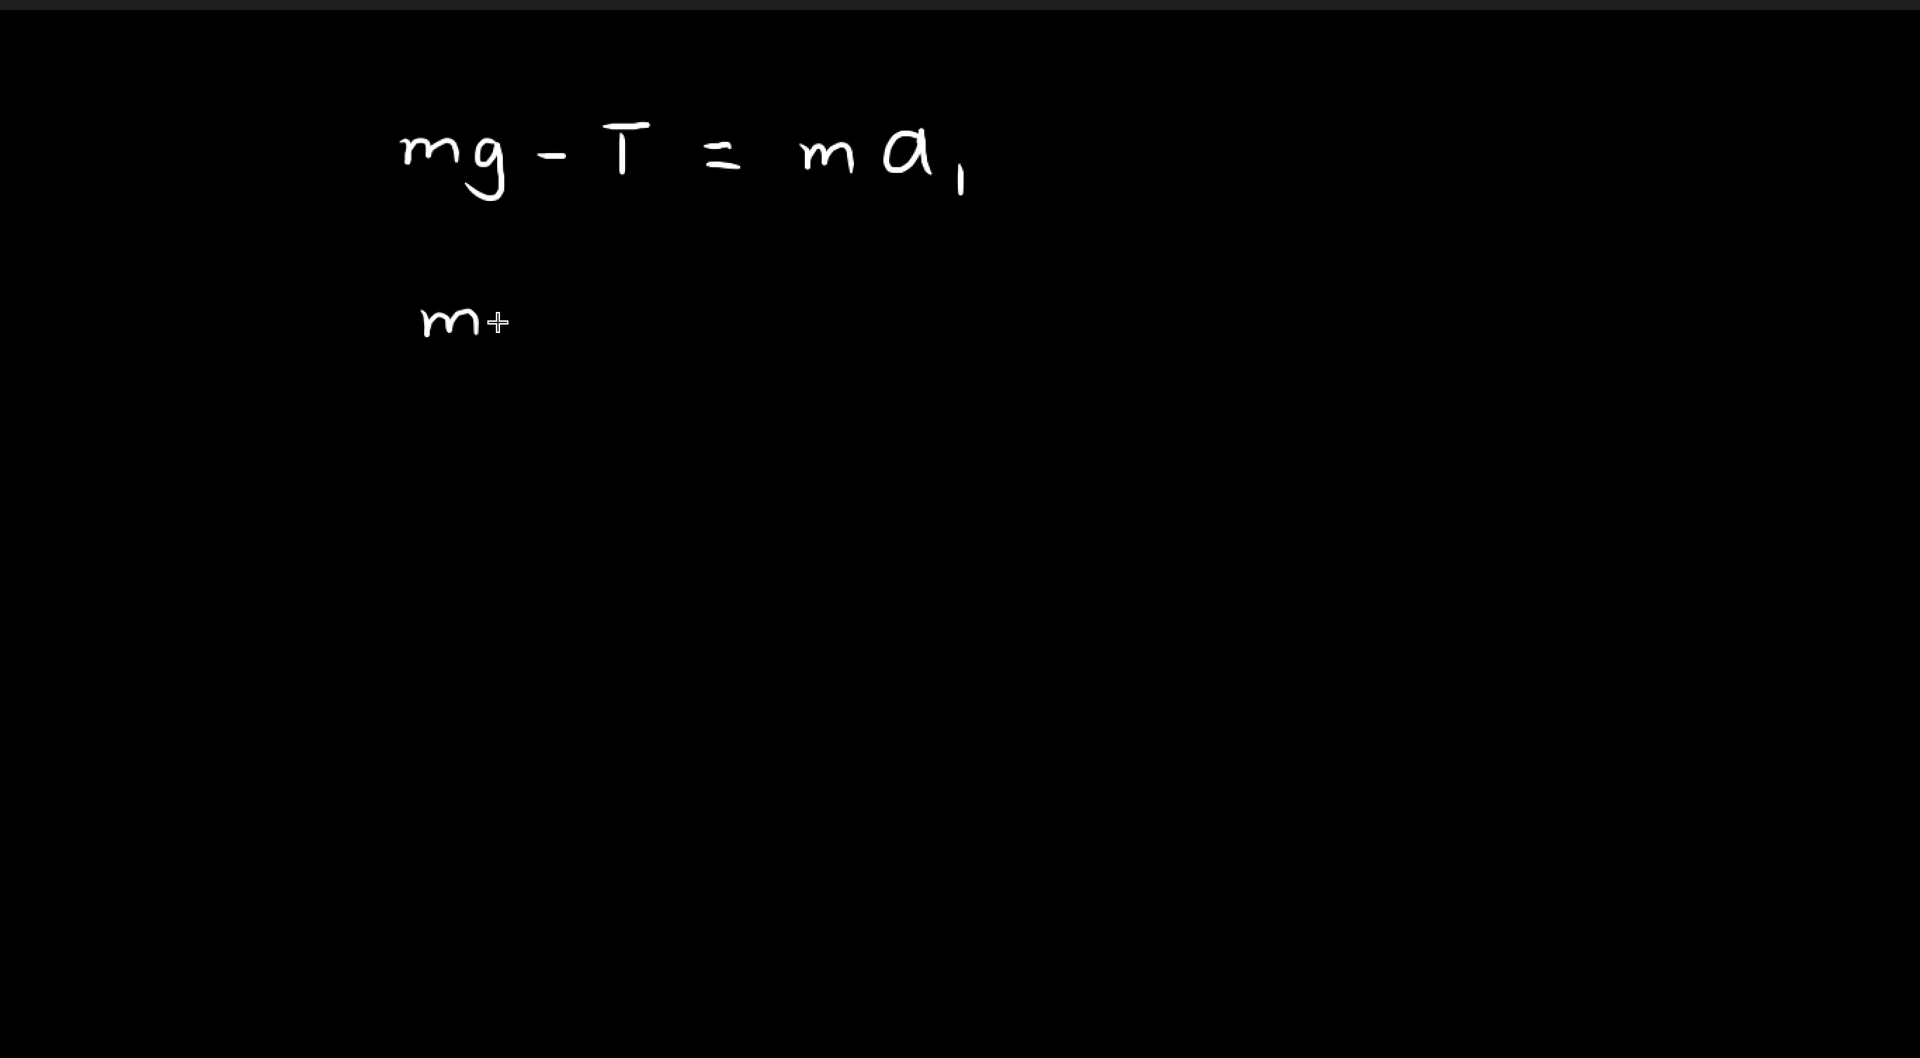 mg - T = ma₁
m